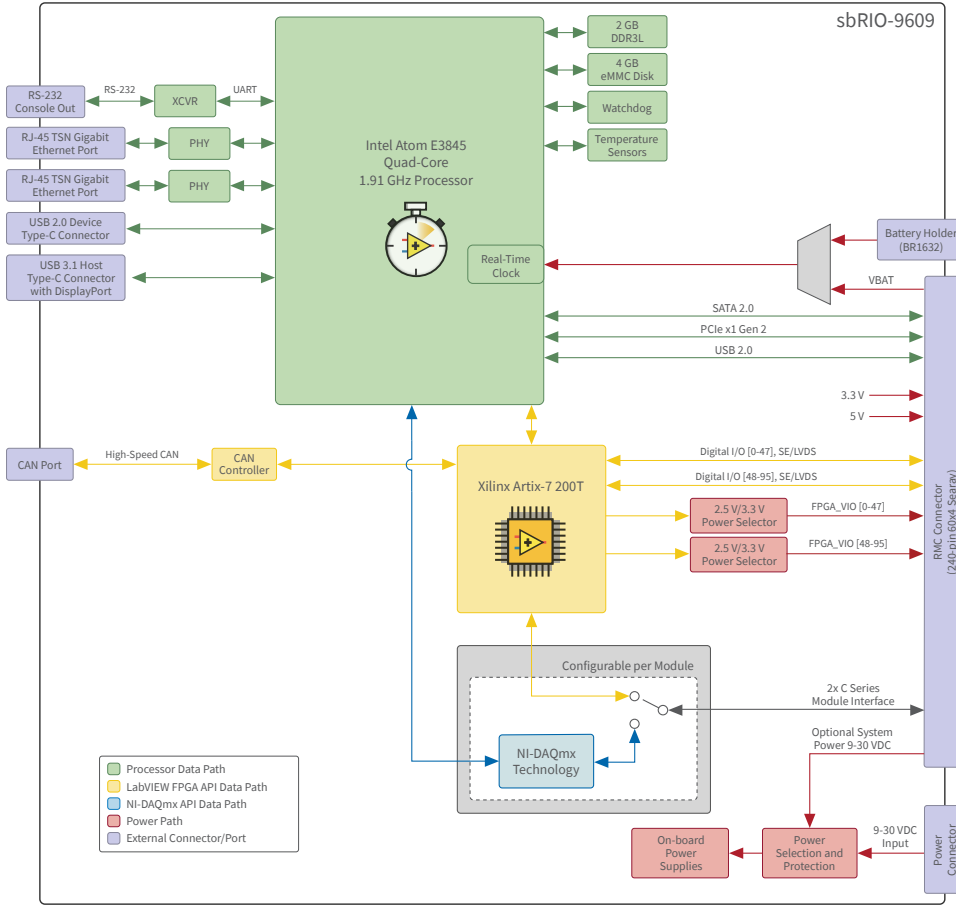 sbRIO-9609
2 GB
DDR3L
4 GB
eMMC Disk
Watchdog
Temperature
Sensors
RS-232
Console Out
RS-232
XCVR
UART
RJ-45 TSN Gigabit
Ethernet Port
PHY
RJ-45 TSN Gigabit
Ethernet Port
PHY
USB 2.0 Device
Type-C Connector
USB 3.1 Host
Type-C Connector
with DisplayPort
Intel Atom E3845
Quad-Core
1.91 GHz Processor
Real-Time
Clock
Battery Holder
(BR1632)
VBAT
SATA 2.0
PCIe x1 Gen 2
USB 2.0
3.3 V
5 V
CAN Port
High-Speed CAN
CAN
Controller
Xilinx Artix-7 200T
Digital I/O [0-47], SE/LVDS
Digital I/O [48-95], SE/LVDS
2.5 V/3.3 V
Power Selector
FPGA_VIO [0-47]
2.5 V/3.3 V
Power Selector
FPGA_VIO [48-95]
RMC Connector
(240-pin 60x4 Searay)
Configurable per Module
NI-DAQmx
Technology
2x C Series
Module Interface
Optional System
Power 9-30 VDC
Processor Data Path
LabVIEW FPGA API Data Path
NI-DAQmx API Data Path
Power Path
External Connector/Port
On-board
Power
Supplies
Power
Selection and
Protection
9-30 VDC
Input
Power
Connector